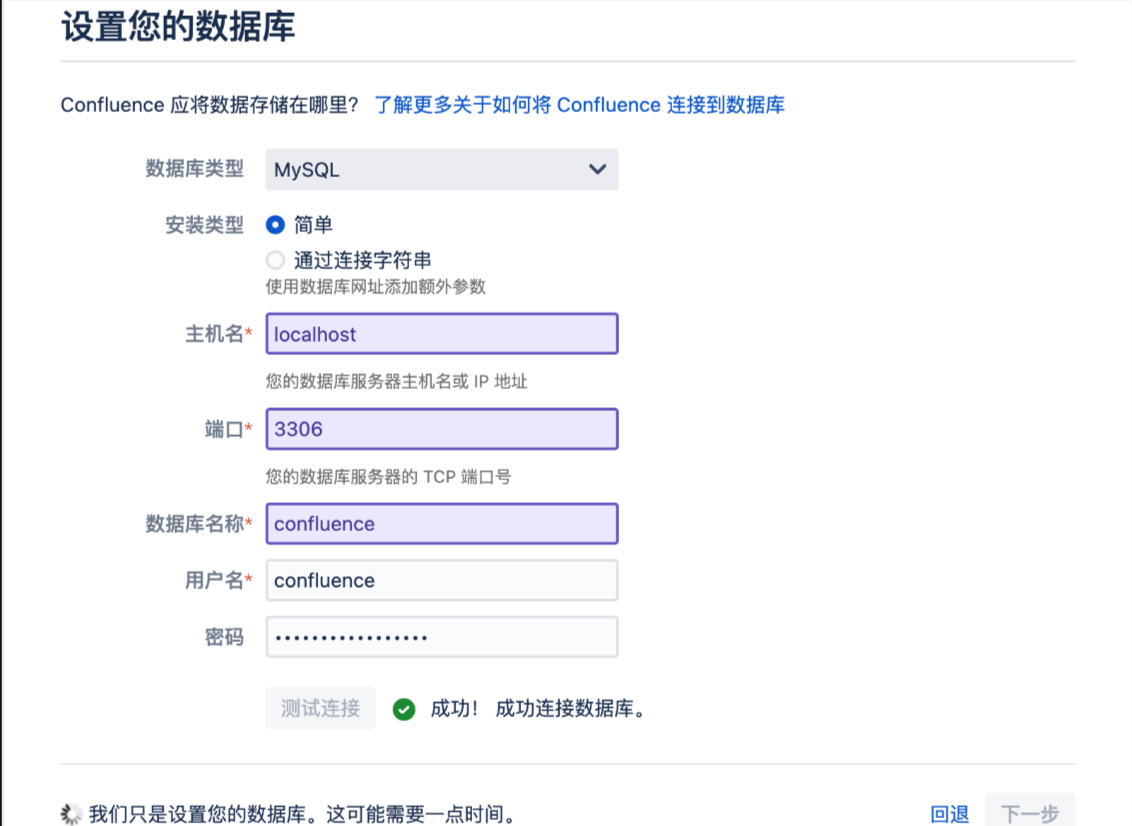 设置您的数据库
Confluence 应将数据存储在哪里？ 了解更多关于如何将 Confluence 连接到数据库
数据库类型 MySQL
安装类型 简单
通过连接字符串
使用数据库网址添加额外参数
主机名* localhost
您的数据库服务器主机名或 IP 地址
端口* 3306
您的数据库服务器的 TCP 端口号
数据库名称* confluence
用户名* confluence
密码 •••••••••••••••••
测试连接 成功！ 成功连接数据库。
我们只是设置您的数据库。这可能需要一点时间。 回退 下一步